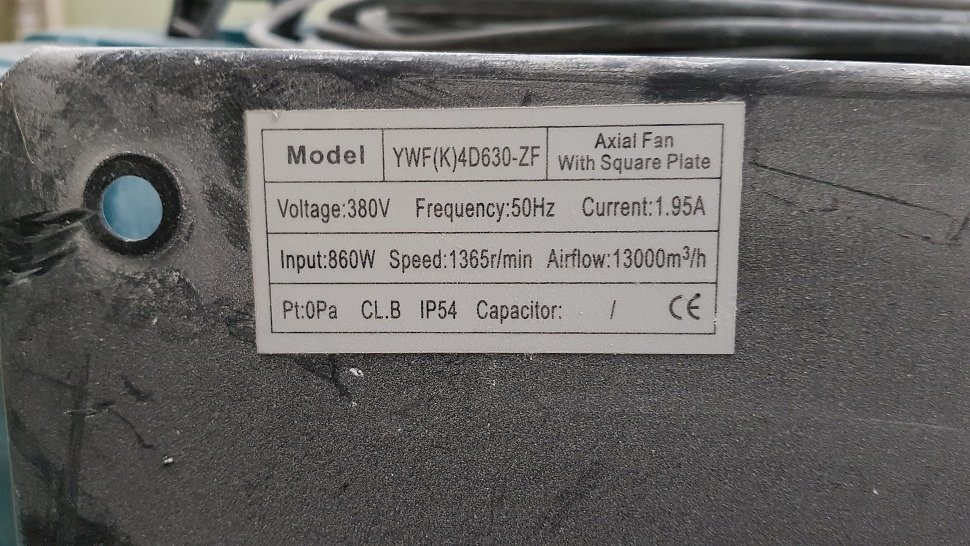 Model YWF(K)4D630-ZF Axial Fan
With Square Plate
Voltage:380V Frequency:50Hz Current:1.95A
Input:860W Speed:1365r/min Airflow:13000m³/h
Pt:0Pa CL.B IP54 Capacitor: / CE